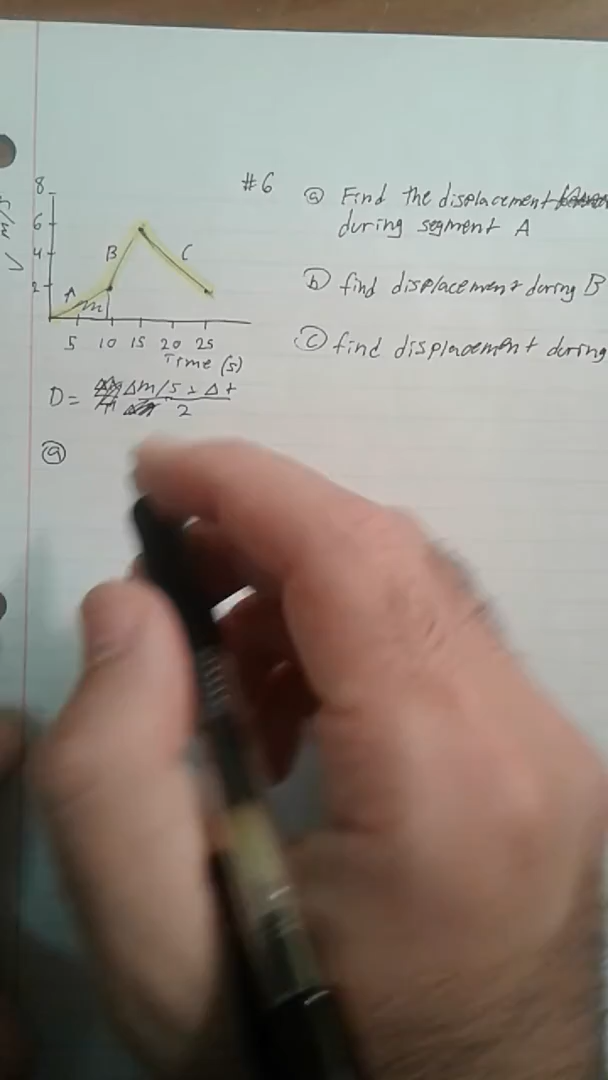 #6
ⓐ Find the displacement
during segment A
ⓑ find displacement during B
ⓒ find displacement during
8
6
4
2
V m/s
A
B
C
m
5 10 15 20 25
Time (s)
D = Δm/s × Δt
2
ⓐ